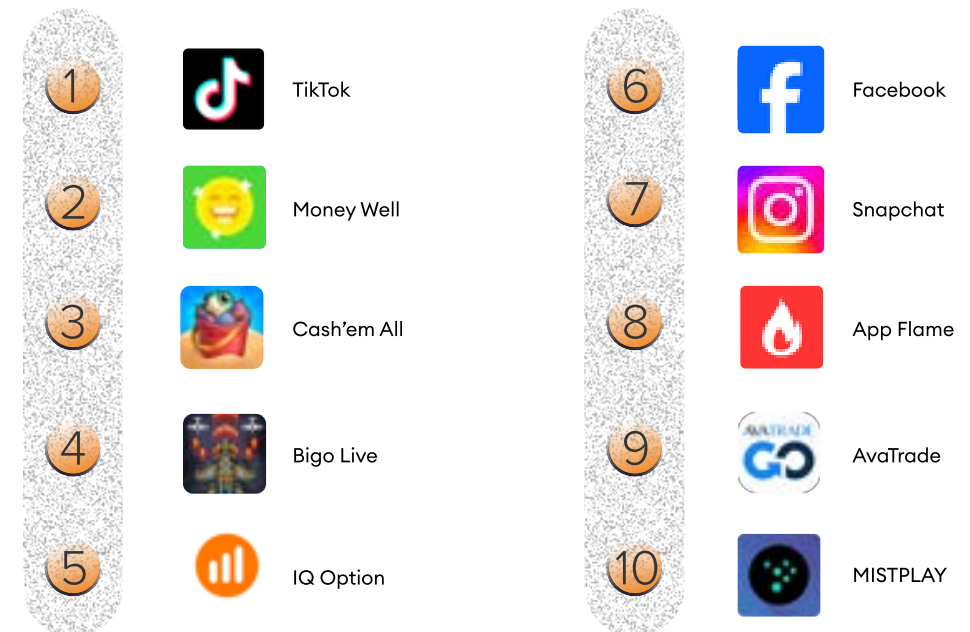 1 TikTok
2 Money Well
3 Cash’em All
4 Bigo Live
5 IQ Option
6 Facebook
7 Snapchat
8 App Flame
AVATRADE
GO
9 AvaTrade
10 MISTPLAY